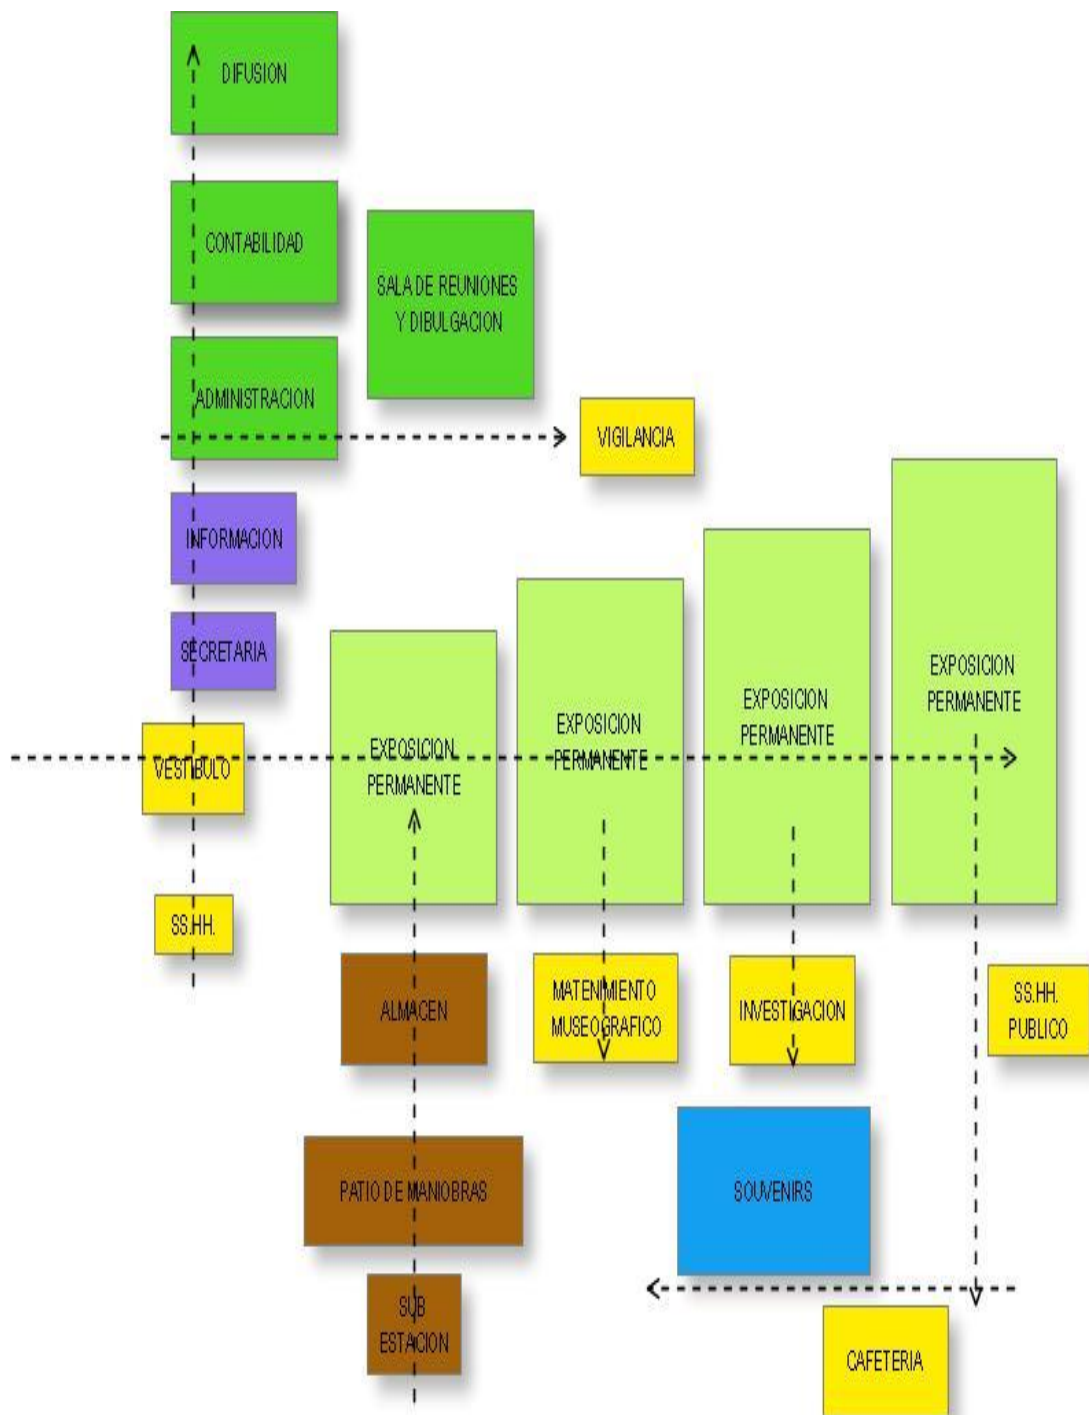 DIFUSION
CONTABILIDAD
SALA DE REUNIONES
Y DIBULGACION
ADMINISTRACION
VIGILANCIA
INFORMACION
SECRETARIA
EXPOSICION
PERMANENTE
EXPOSICION
PERMANENTE
EXPOSICION
PERMANENTE
EXPOSICION
PERMANENTE
VESTIBULO
SS.HH.
ALMACEN
MATENIMIENTO
MUSEOGRAFICO
INVESTIGACION
SS.HH.
PUBLICO
PATIO DE MANIOBRAS
SOUVENIRS
SUB
ESTACION
CAFETERIA